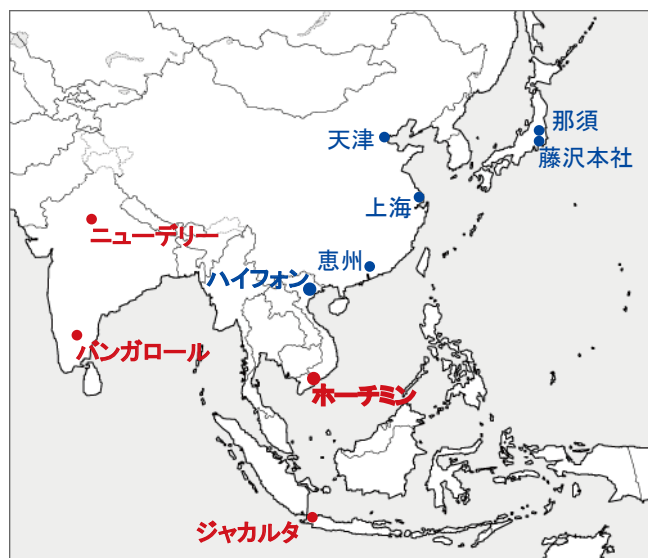 那須
天津
藤沢本社
上海
ニューデリー
恵州
ハイフォン
バンガロール
ホーチミン
ジャカルタ